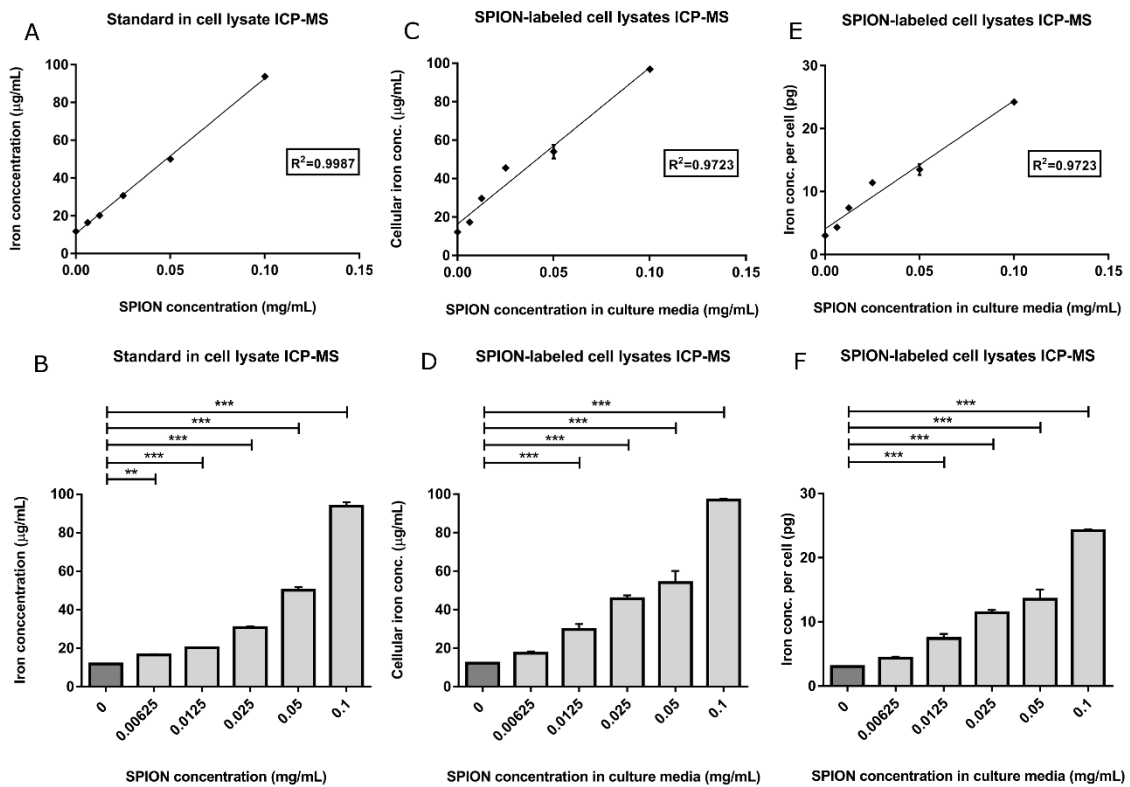 A
Standard in cell lysate ICP-MS
Iron conccentration (μg/mL)
100
80
60
40
20
0
0.00
0.05
0.10
0.15
R²=0.9987
SPION concentration (mg/mL)
C
SPION-labeled cell lysates ICP-MS
Cellular iron conc. (μg/mL)
100
80
60
40
20
0
0.00
0.05
0.10
0.15
R²=0.9723
SPION concentration in culture media (mg/mL)
E
SPION-labeled cell lysates ICP-MS
Iron conc. per cell (pg)
30
20
10
0
0.00
0.05
0.10
0.15
R²=0.9723
SPION concentration in culture media (mg/mL)
B
Standard in cell lysate ICP-MS
***
***
***
***
**
Iron conccentration (μg/mL)
100
80
60
40
20
0
0
0.00625
0.0125
0.025
0.05
0.1
SPION concentration (mg/mL)
D
SPION-labeled cell lysates ICP-MS
***
***
***
***
Cellular iron conc. (μg/mL)
100
80
60
40
20
0
0
0.00625
0.0125
0.025
0.05
0.1
SPION concentration in culture media (mg/mL)
F
SPION-labeled cell lysates ICP-MS
***
***
***
***
Iron conc. per cell (pg)
30
20
10
0
0
0.00625
0.0125
0.025
0.05
0.1
SPION concentration in culture media (mg/mL)